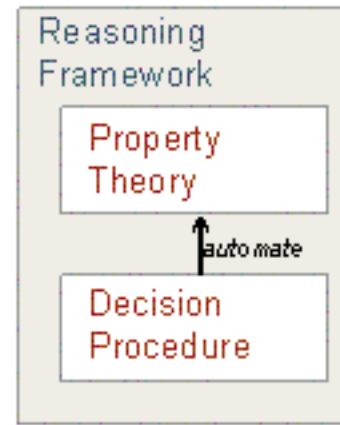 Reasoning
Framework
Property
Theory
automate
Decision
Procedure